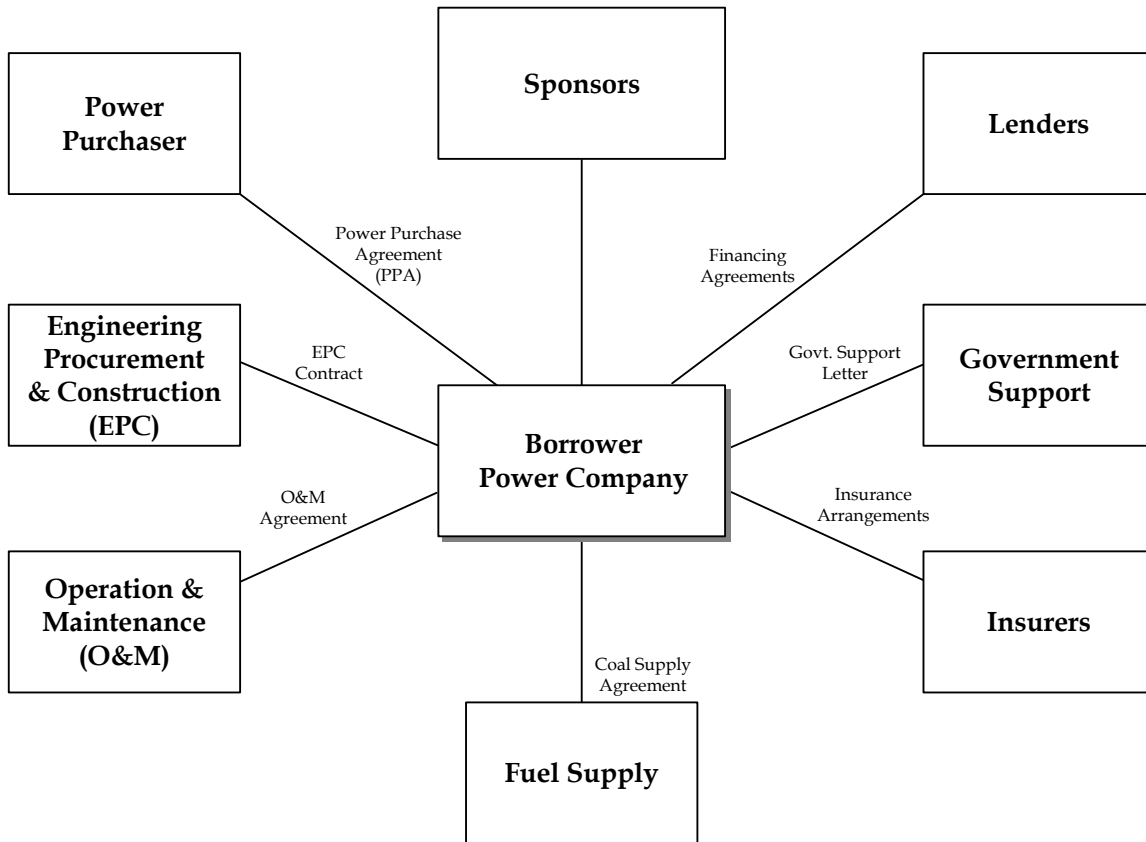 Sponsors
Power
Purchaser
Lenders
Power Purchase
Agreement
(PPA)
Financing
Agreements
Engineering
Procurement
& Construction
(EPC)
EPC
Contract
Govt. Support
Letter
Government
Support
Borrower
Power Company
O&M
Agreement
Insurance
Arrangements
Operation &
Maintenance
(O&M)
Insurers
Coal Supply
Agreement
Fuel Supply